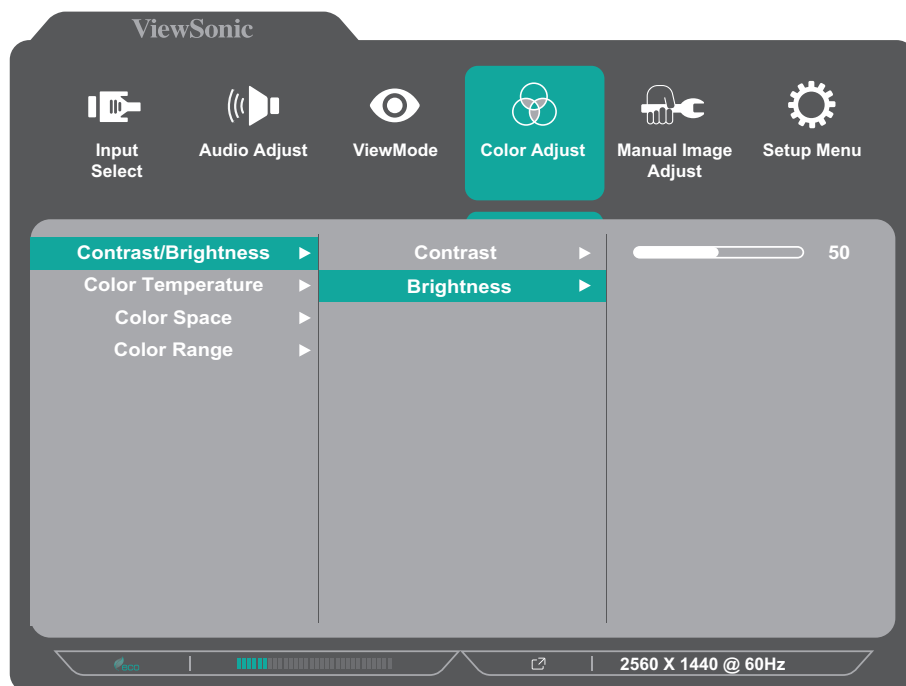 ViewSonic
Input
Select
Audio Adjust
ViewMode
Color Adjust
Manual Image
Adjust
Setup Menu
Contrast/Brightness
Color Temperature
Color Space
Color Range
Contrast
Brightness
50
eco
2560 X 1440 @ 60Hz